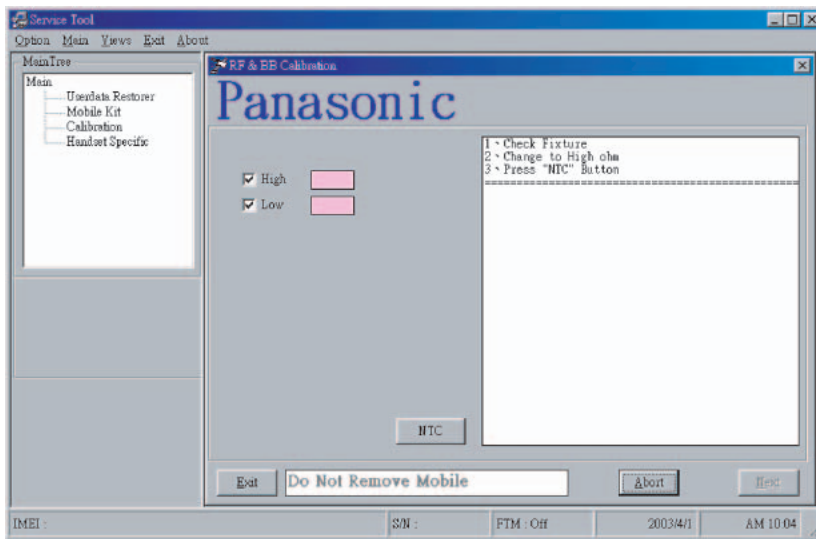 Service Tool
Option Main Views Exit About
MainTree
Main
Userdata Restorer
Mobile Kit
Calibration
Handset Specific
RF & BB Calibration
Panasonic
High
Low
1、Check Fixture
2、Change to High ohm
3、Press "NTC" Button
==================================================
NTC
Exit
Do Not Remove Mobile
Abort
Next
IMEI :
S/N :
FTM : Off
2003/4/1
AM 10:04